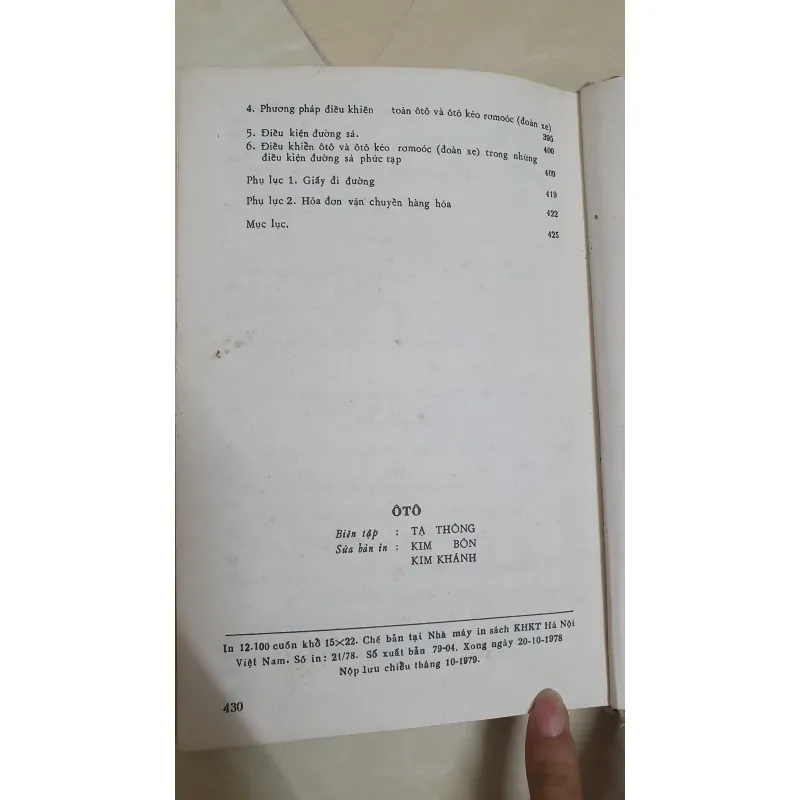 4. Phương pháp điều khiển toàn ôtô và ôtô kéo rơmoóc (đoàn xe)
395
5. Điều kiện đường sá.
400
6. Điều khiển ôtô và ôtô kéo rơmoóc (đoàn xe) trong những
điều kiện đường sá phức tạp
409
Phụ lục 1. Giấy đi đường
419
Phụ lục 2. Hóa đơn vận chuyển hàng hóa
422
Mục lục.
425
ÔTÔ
Biên tập : TẠ THÔNG
Sửa bản in : KIM BÔN
KIM KHÁNH
In 12.100 cuốn khổ 15×22. Chế bản tại Nhà máy in sách KHKT Hà Nội
Việt Nam. Số in: 21/78. Số xuất bản 79-04. Xong ngày 20-10-1978
Nộp lưu chiểu tháng 10-1979.
430